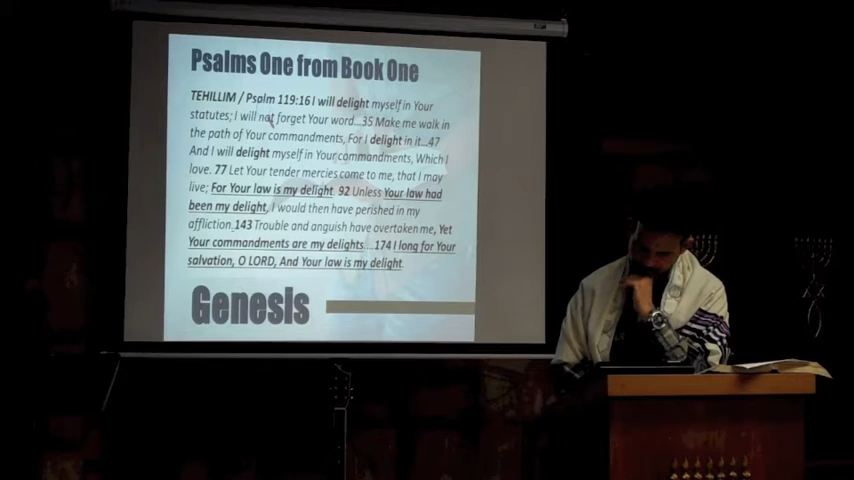 Psalms One from Book One
TEHILLIM / Psalm 119:16 I will delight myself in Your
statutes; I will not forget Your word...35 Make me walk in
the path of Your commandments, For I delight in it...47
And I will delight myself in Your commandments, Which I
love. 77 Let Your tender mercies come to me, that I may
live; For Your law is my delight. 92 Unless Your law had
been my delight, I would then have perished in my
affliction.143 Trouble and anguish have overtaken me, Yet
Your commandments are my delights...174 I long for Your
salvation, O LORD, And Your law is my delight.
Genesis